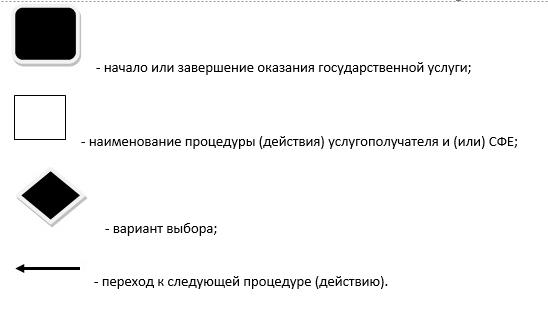 - начало или завершение оказания государственной услуги;
- наименование процедуры (действия) услугополучателя и (или) СФЕ;
- вариант выбора;
- переход к следующей процедуре (действию).